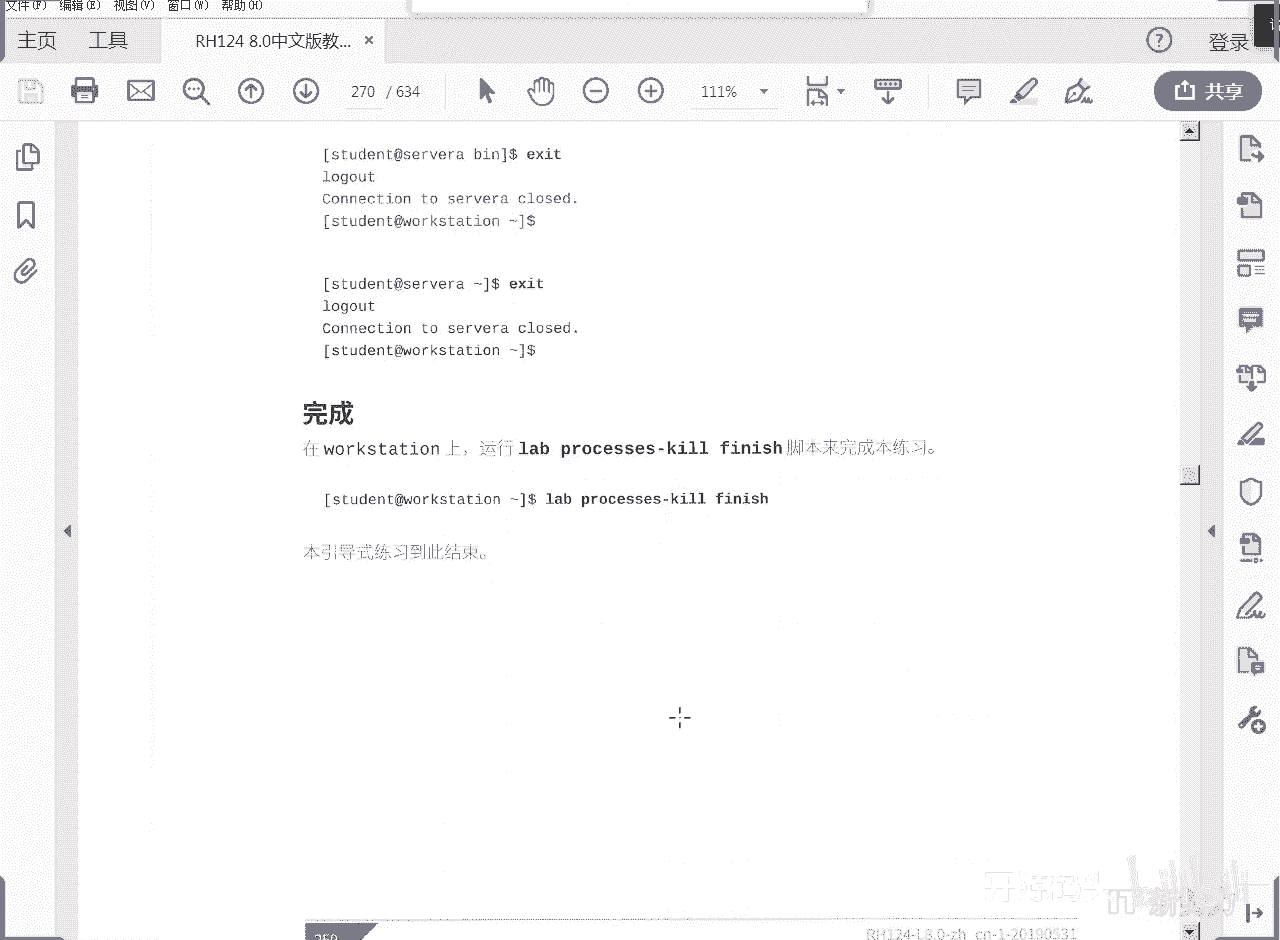 文件(F) 编辑(E) 视图(V) 窗口(W) 帮助(H)
主页 工具 RH124 8.0中文版教... × ? 登录
270 / 634 111% 共享
[student@servera bin]$ exit
logout
Connection to servera closed.
[student@workstation ~]$
[student@servera ~]$ exit
logout
Connection to servera closed.
[student@workstation ~]$
完成
在 workstation 上，运行 lab processes-kill finish 脚本来完成本练习。
[student@workstation ~]$ lab processes-kill finish
本引导式练习到此结束。
RH124-L8.0-zh_cn-1-20190531